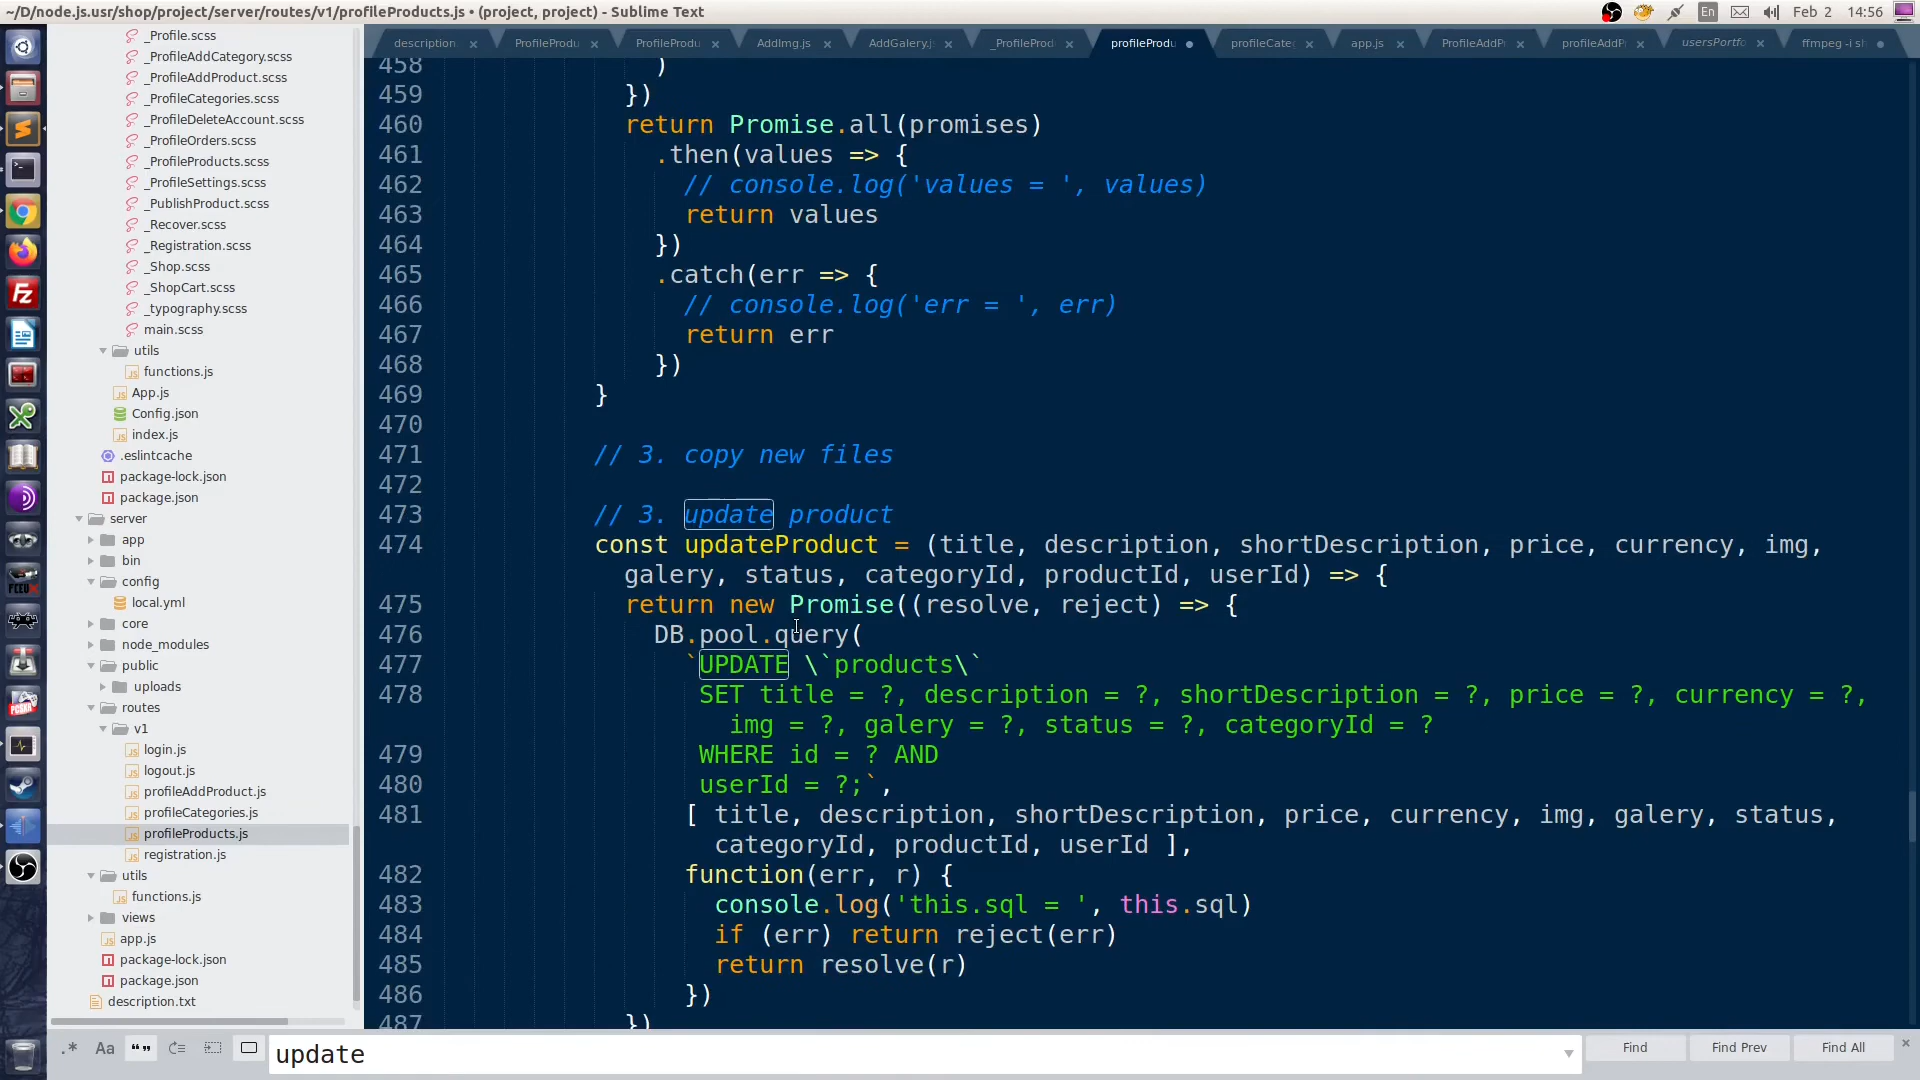 ~/D/node.js.usr/shop/project/server/routes/v1/profileProducts.js • (project, project) - Sublime Text
En
Feb 2
14:56
description
ProfileProdu
ProfileProdu
AddImg.js
AddGalery.j
_ProfileProd
profileProdu
profileCate
app.js
ProfileAddP
profileAddP
usersPortfo
ffmpeg -i sh
_Profile.scss
_ProfileAddCategory.scss
_ProfileAddProduct.scss
_ProfileCategories.scss
_ProfileDeleteAccount.scss
_ProfileOrders.scss
_ProfileProducts.scss
_ProfileSettings.scss
_PublishProduct.scss
_Recover.scss
_Registration.scss
_Shop.scss
_ShopCart.scss
_typography.scss
main.scss
utils
functions.js
App.js
Config.json
index.js
.eslintcache
package-lock.json
package.json
server
app
bin
config
local.yml
core
node_modules
public
uploads
routes
v1
login.js
logout.js
profileAddProduct.js
profileCategories.js
profileProducts.js
registration.js
utils
functions.js
views
app.js
package-lock.json
package.json
description.txt
458 )
459 })
460 return Promise.all(promises)
461 .then(values => {
462 // console.log('values = ', values)
463 return values
464 })
465 .catch(err => {
466 // console.log('err = ', err)
467 return err
468 })
469 }
470
471 // 3. copy new files
472
473 // 3. update product
474 const updateProduct = (title, description, shortDescription, price, currency, img,
galery, status, categoryId, productId, userId) => {
475 return new Promise((resolve, reject) => {
476 DB.pool.query(
477 `UPDATE \`products\`
478 SET title = ?, description = ?, shortDescription = ?, price = ?, currency = ?,
img = ?, galery = ?, status = ?, categoryId = ?
479 WHERE id = ? AND
480 userId = ?;`,
481 [ title, description, shortDescription, price, currency, img, galery, status,
categoryId, productId, userId ],
482 function(err, r) {
483 console.log('this.sql = ', this.sql)
484 if (err) return reject(err)
485 return resolve(r)
486 })
487 })
.* Aa “”
update
Find
Find Prev
Find All